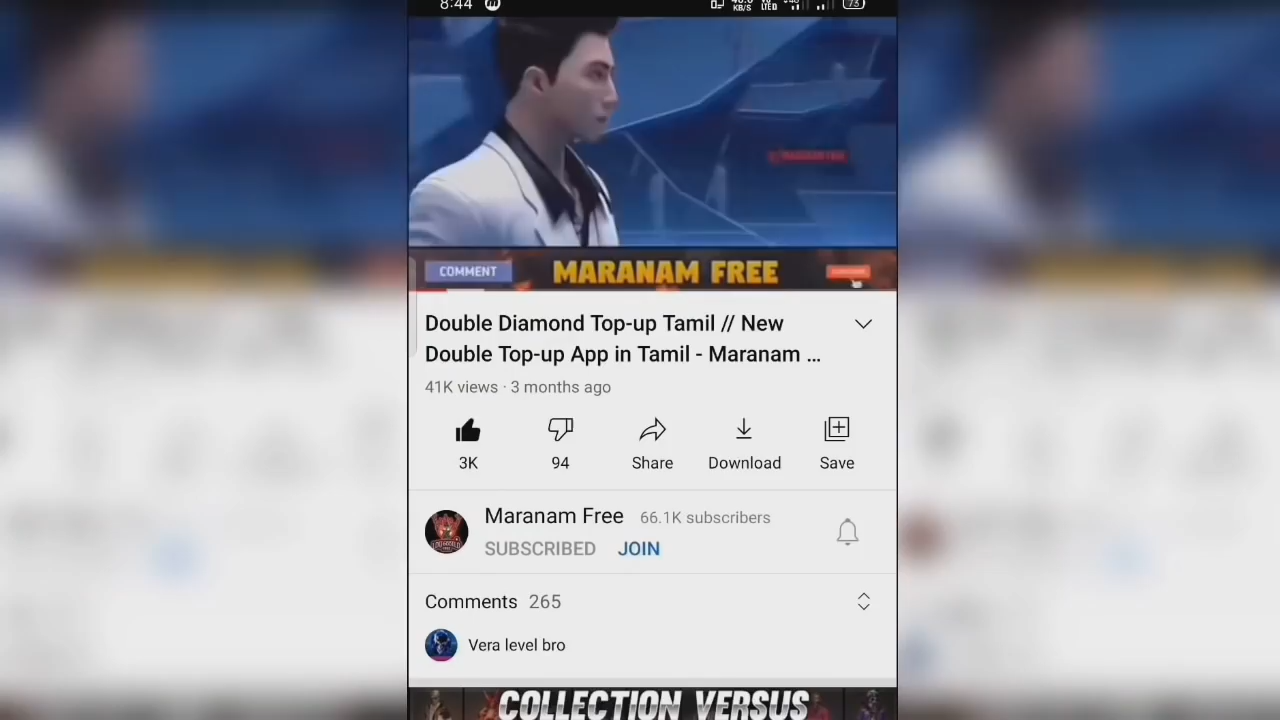 8:44
KB/S
73
COMMENT
MARANAM FREE
Double Diamond Top-up Tamil // New
Double Top-up App in Tamil - Maranam ...
41K views · 3 months ago
3K
94
Share
Download
Save
Maranam Free 66.1K subscribers
SUBSCRIBED JOIN
Comments 265
Vera level bro
COLLECTION VERSUS